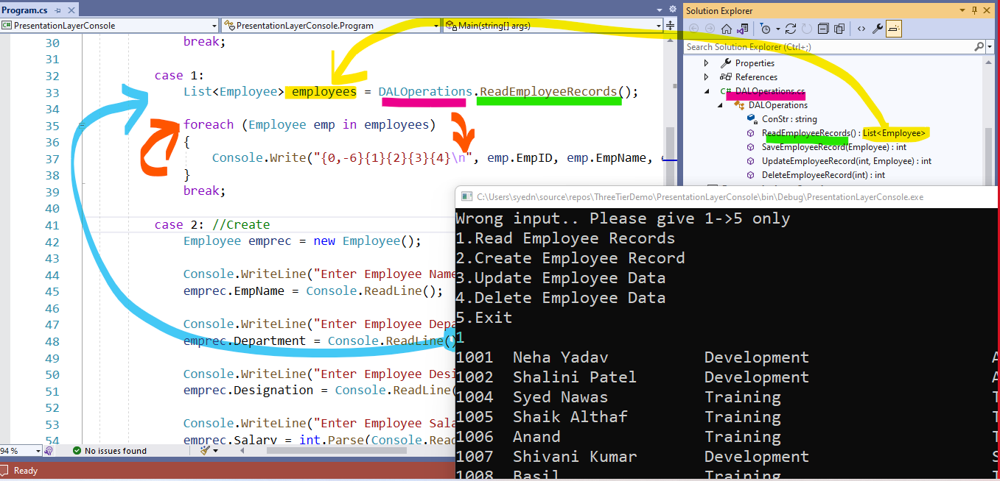 Program.cs
PresentationLayerConsole
PresentationLayerConsole.Program
Main(string[] args)
30 break;
31
32 case 1:
33 List<Employee> employees = DALOperations.ReadEmployeeRecords();
34
35 foreach (Employee emp in employees)
36 {
37 Console.Write("{0,-6}{1}{2}{3}{4}\n", emp.EmpID, emp.EmpName,
38 }
39 break;
40
41 case 2: //Create
42 Employee emprec = new Employee();
43
44 Console.WriteLine("Enter Employee Name
45 emprec.EmpName = Console.ReadLine();
46
47 Console.WriteLine("Enter Employee Depa
48 emprec.Department = Console.ReadLine()
49
50 Console.WriteLine("Enter Employee Desi
51 emprec.Designation = Console.ReadLine(
52
53 Console.WriteLine("Enter Employee Sala
54 emprec.Salary = int.Parse(Console.Read
94 %
No issues found
Ready
Solution Explorer
Search Solution Explorer (Ctrl+;)
Properties
References
C# DALOperations.cs
DALOperations
ConStr : string
ReadEmployeeRecords() : List<Employee>
SaveEmployeeRecord(Employee) : int
UpdateEmployeeRecord(int, Employee) : int
DeleteEmployeeRecord(int) : int
C:\Users\syedn\source\repos\ThreeTierDemo\PresentationLayerConsole\bin\Debug\PresentationLayerConsole.exe
Wrong input.. Please give 1->5 only
1.Read Employee Records
2.Create Employee Record
3.Update Employee Data
4.Delete Employee Data
5.Exit
1
1001 Neha Yadav Development A
1002 Shalini Patel Development A
1004 Syed Nawas Training T
1005 Shaik Althaf Training T
1006 Anand Training T
1007 Shivani Kumar Development S
1008 Basil Training T